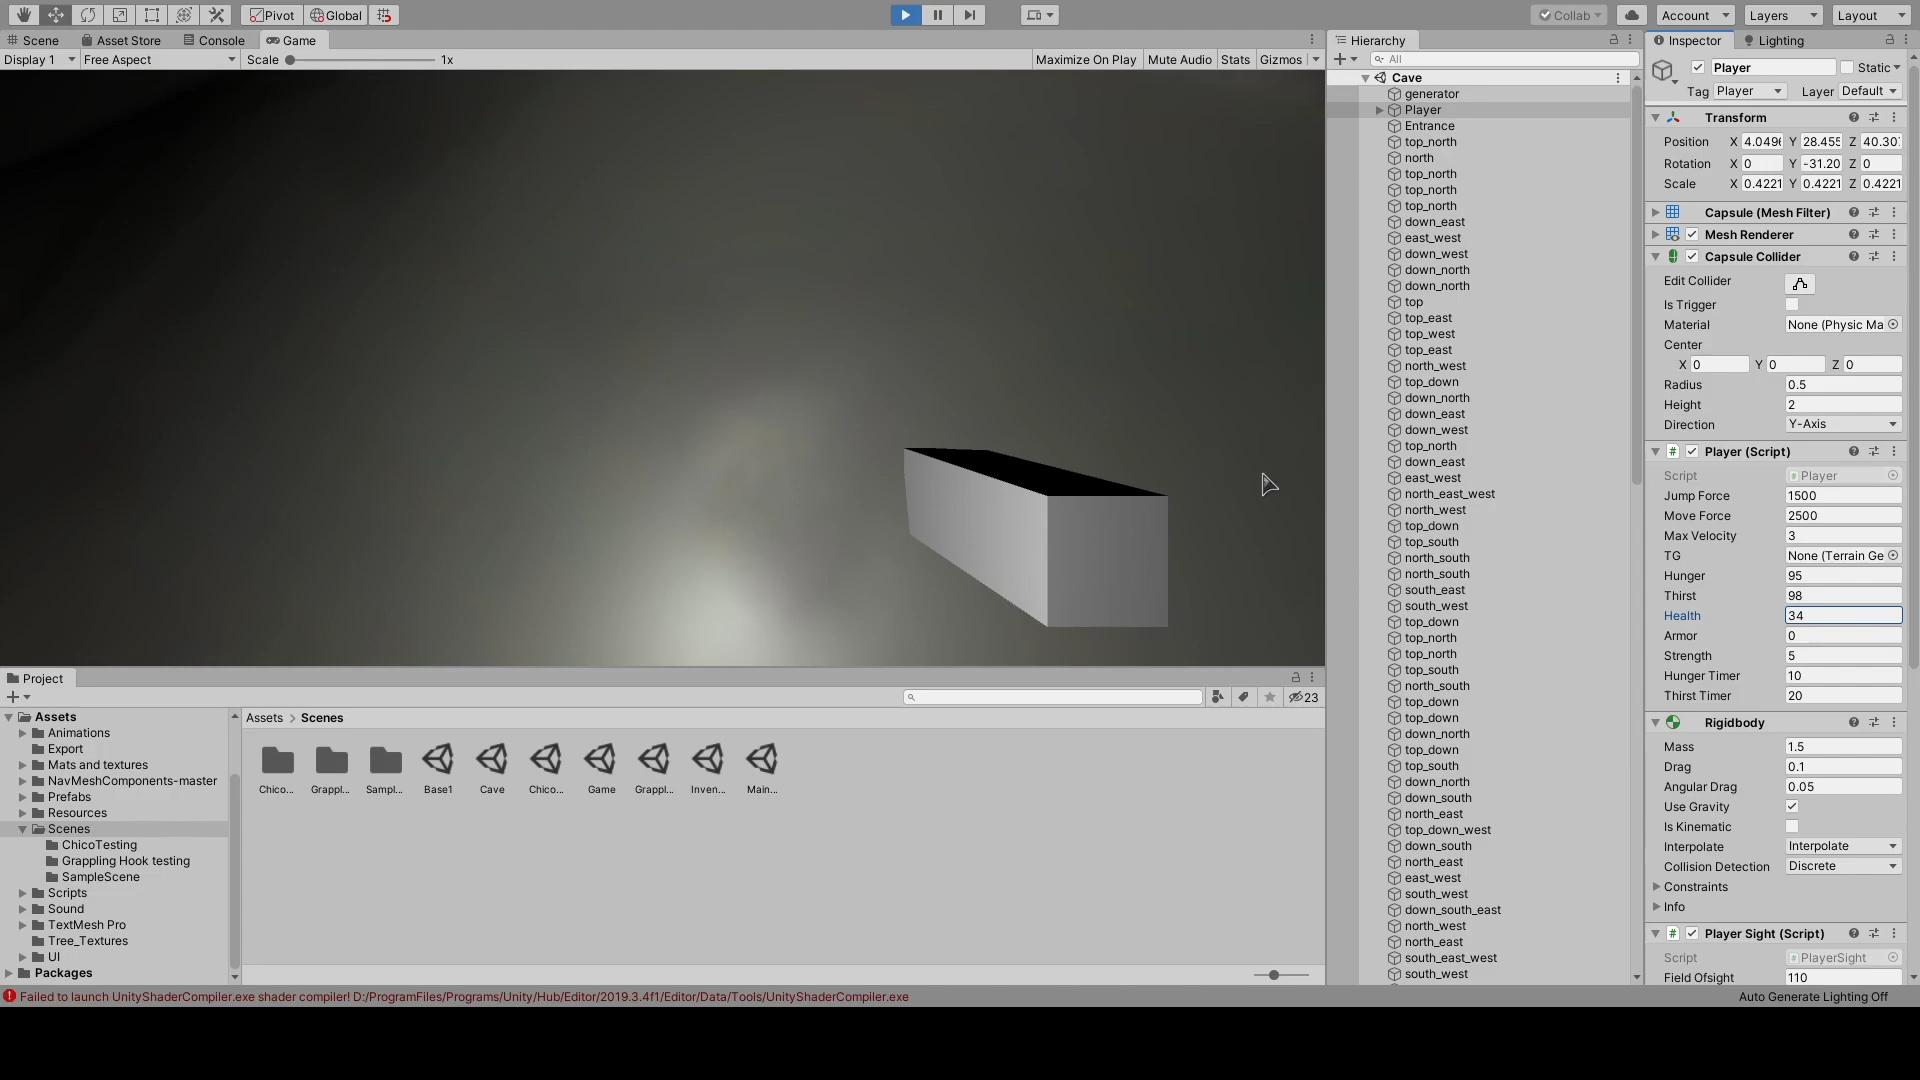 Pivot Global Collab Account Layers Layout
Scene Asset Store Console Game
Display 1 Free Aspect Scale 1x Maximize On Play Mute Audio Stats Gizmos
Hierarchy
All
Cave
generator
Player
Entrance
top_north
north
top_north
top_north
top_north
down_east
east_west
down_west
down_north
down_north
top
top_east
top_west
top_east
north_west
top_down
down_north
down_east
down_west
top_north
down_east
east_west
north_east_west
north_west
top_down
top_south
north_south
north_south
south_east
south_west
top_down
top_north
top_north
top_south
north_south
top_down
top_down
down_north
top_down
top_south
down_north
down_south
north_east
top_down_west
down_south
north_east
east_west
south_west
down_south_east
north_west
north_east
south_east_west
south_west
Inspector Lighting
Player Static
Tag Player Layer Default
Transform
Position X 4.049 Y 28.455 Z 40.30
Rotation X 0 Y -31.20 Z 0
Scale X 0.4221 Y 0.4221 Z 0.4221
Capsule (Mesh Filter)
Mesh Renderer
Capsule Collider
Edit Collider
Is Trigger
Material None (Physic Ma
Center
X 0 Y 0 Z 0
Radius 0.5
Height 2
Direction Y-Axis
# Player (Script)
Script Player
Jump Force 1500
Move Force 2500
Max Velocity 3
TG None (Terrain Ge
Hunger 95
Thirst 98
Health 34
Armor 0
Strength 5
Hunger Timer 10
Thirst Timer 20
Rigidbody
Mass 1.5
Drag 0.1
Angular Drag 0.05
Use Gravity
Is Kinematic
Interpolate Interpolate
Collision Detection Discrete
Constraints
Info
# Player Sight (Script)
Script PlayerSight
Field Ofsight 110
Project
23
Assets
Animations
Export
Mats and textures
NavMeshComponents-master
Prefabs
Resources
Scenes
ChicoTesting
Grappling Hook testing
SampleScene
Scripts
Sound
TextMesh Pro
Tree_Textures
UI
Packages
Assets > Scenes
Chico... Grappl... Sampl... Base1 Cave Chico... Game Grappl... Inven... Main...
Failed to launch UnityShaderCompiler.exe shader compiler! D:/ProgramFiles/Programs/Unity/Hub/Editor/2019.3.4f1/Editor/Data/Tools/UnityShaderCompiler.exe
Auto Generate Lighting Off